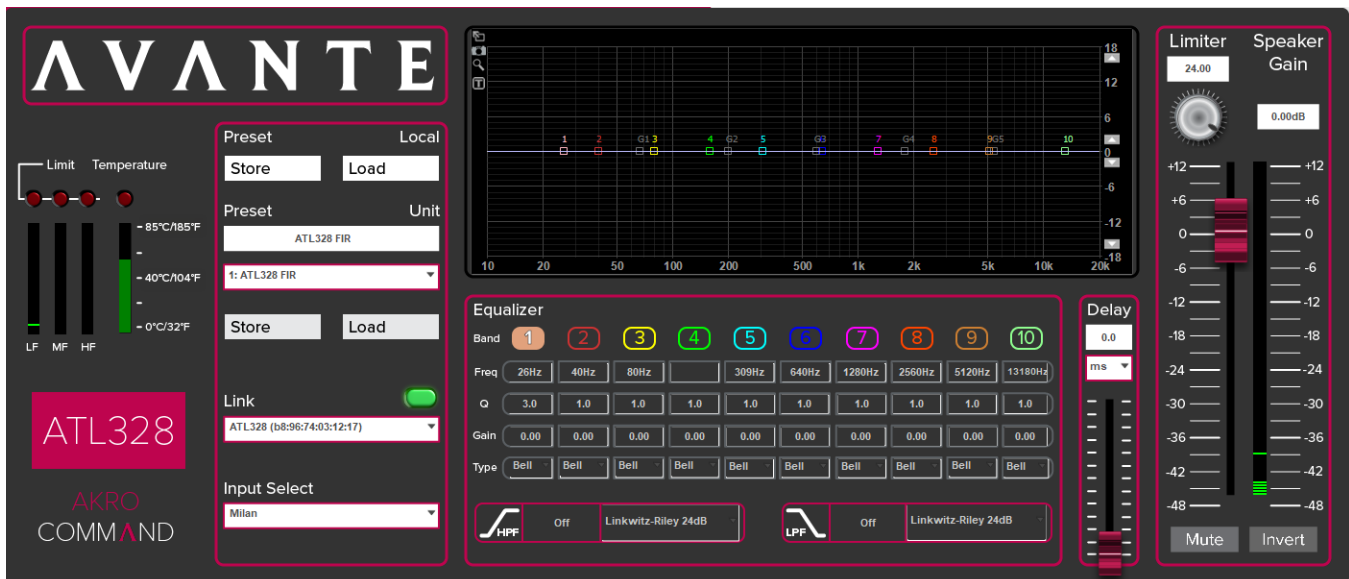 AVANTE
Limit Temperature
85°C/185°F
40°C/104°F
0°C/32°F
LF MF HF
ATL328
AKRO
COMMAND
Preset Local
Store Load
Preset Unit
ATL328 FIR
1: ATL328 FIR
Store Load
Link
ATL328 (b8:96:74:03:12:17)
Input Select
Milan
T
18
12
6
0
-6
-12
-18
1 2 G1 3 4 G2 5 G3 7 G4 8 9G5 10
10 20 50 100 200 500 1k 2k 5k 10k 20k
Equalizer
Band 1 2 3 4 5 6 7 8 9 10
Freq 26Hz 40Hz 80Hz 309Hz 640Hz 1280Hz 2560Hz 5120Hz 13180Hz
Q 3.0 1.0 1.0 1.0 1.0 1.0 1.0 1.0 1.0 1.0
Gain 0.00 0.00 0.00 0.00 0.00 0.00 0.00 0.00 0.00 0.00
Type Bell Bell Bell Bell Bell Bell Bell Bell Bell Bell
HPF Off Linkwitz-Riley 24dB
LPF Off Linkwitz-Riley 24dB
Delay
0.0
ms
Limiter Speaker
Gain
24.00
0.00dB
+12 +12
+6 +6
0 0
-6 -6
-12 -12
-18 -18
-24 -24
-30 -30
-36 -36
-42 -42
-48 -48
Mute Invert